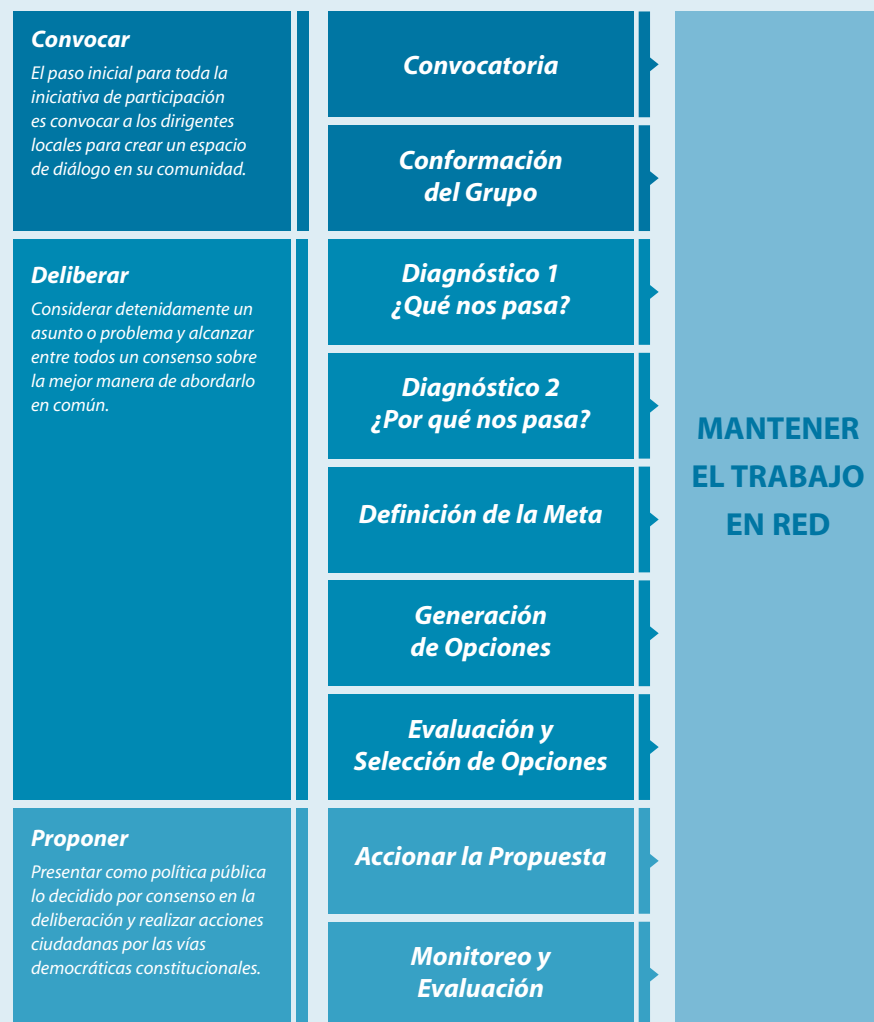 Convocar
El paso inicial para toda la
iniciativa de participación
es convocar a los dirigentes
locales para crear un espacio
de diálogo en su comunidad.
Convocatoria
Conformación
del Grupo
Deliberar
Considerar detenidamente un
asunto o problema y alcanzar
entre todos un consenso sobre
la mejor manera de abordarlo
en común.
Diagnóstico 1
¿Qué nos pasa?
Diagnóstico 2
¿Por qué nos pasa?
Definición de la Meta
Generación
de Opciones
Evaluación y
Selección de Opciones
Proponer
Presentar como política pública
lo decidido por consenso en la
deliberación y realizar acciones
ciudadanas por las vías
democráticas constitucionales.
Accionar la Propuesta
Monitoreo y
Evaluación
MANTENER
EL TRABAJO
EN RED